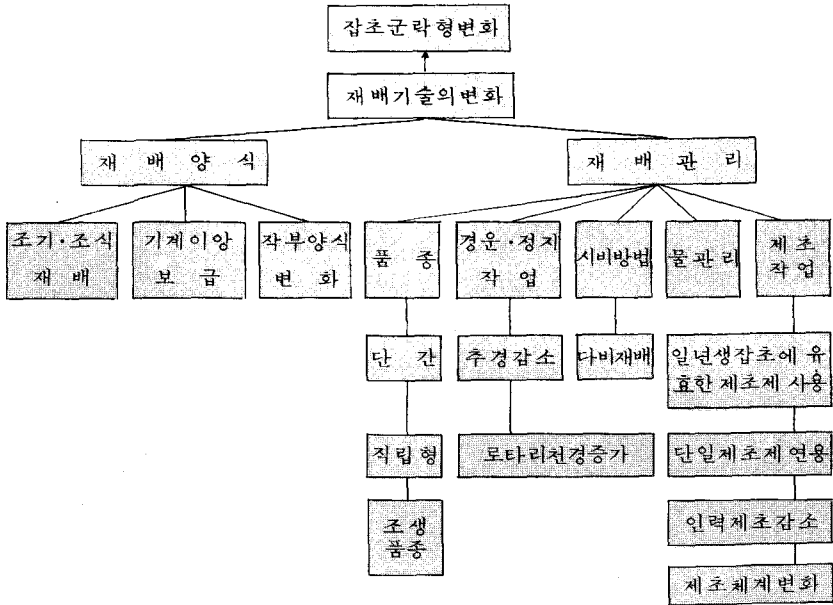 잡초군락형변화
재배기술의변화
재 배 양 식
재 배 관 리
조기·조식
재 배
기계이앙
보 급
작부양식
변 화
품 종
경운·정지
작 업
시비방법
물관리
제초
작업
단 간
추경감소
다비재배
일년생잡초에 유
효한 제초제 사용
직립형
로타리천경증가
단일제초제연용
조생
품종
인력제초감소
제초체계변화